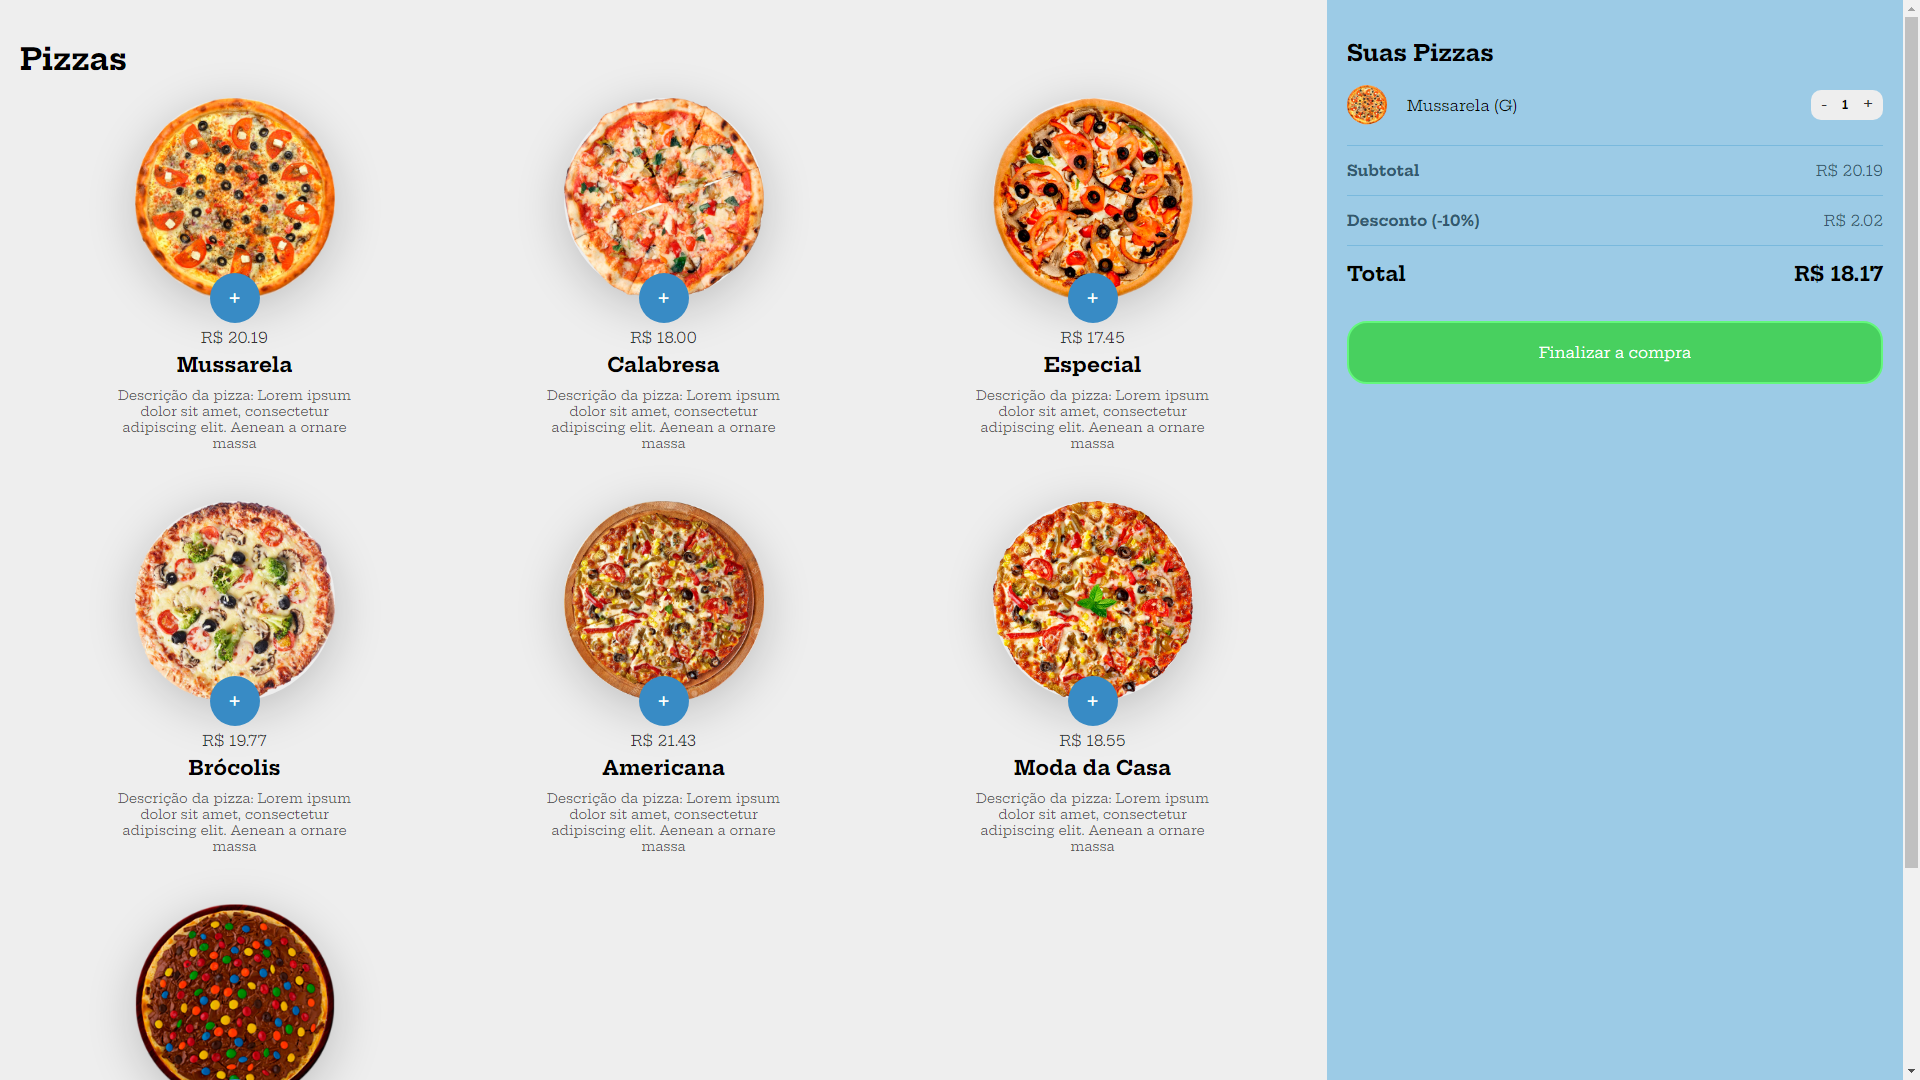 Pizzas
+
R$ 20.19
Mussarela
Descrição da pizza: Lorem ipsum
dolor sit amet, consectetur
adipiscing elit. Aenean a ornare
massa
+
R$ 18.00
Calabresa
Descrição da pizza: Lorem ipsum
dolor sit amet, consectetur
adipiscing elit. Aenean a ornare
massa
+
R$ 17.45
Especial
Descrição da pizza: Lorem ipsum
dolor sit amet, consectetur
adipiscing elit. Aenean a ornare
massa
+
R$ 19.77
Brócolis
Descrição da pizza: Lorem ipsum
dolor sit amet, consectetur
adipiscing elit. Aenean a ornare
massa
+
R$ 21.43
Americana
Descrição da pizza: Lorem ipsum
dolor sit amet, consectetur
adipiscing elit. Aenean a ornare
massa
+
R$ 18.55
Moda da Casa
Descrição da pizza: Lorem ipsum
dolor sit amet, consectetur
adipiscing elit. Aenean a ornare
massa
Suas Pizzas
Mussarela (G) - 1 +
Subtotal R$ 20.19
Desconto (-10%) R$ 2.02
Total R$ 18.17
Finalizar a compra